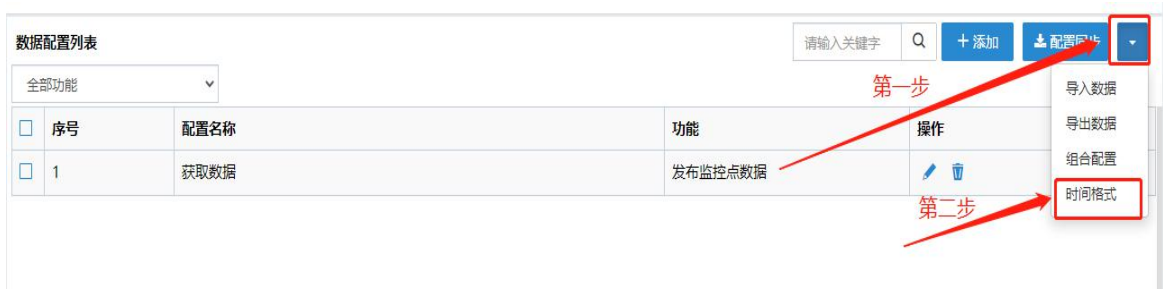 数据配置列表
请输入关键字
添加
配置同步
全部功能
第一步
导入数据
导出数据
组合配置
时间格式
序号 配置名称 功能 操作
1 获取数据 发布监控点数据
第二步